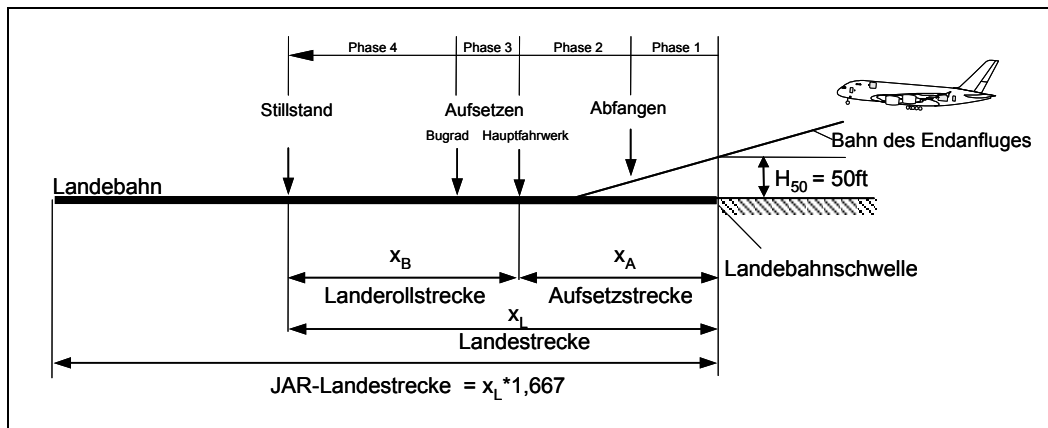 Phase 4 Phase 3 Phase 2 Phase 1
Stillstand Aufsetzen Abfangen
Bugrad Hauptfahrwerk
Bahn des Endanfluges
H50 = 50ft
Landebahn
Landebahnschwelle
xB xA
Landerollstrecke Aufsetzstrecke
xL
Landestrecke
JAR-Landestrecke = xL*1,667